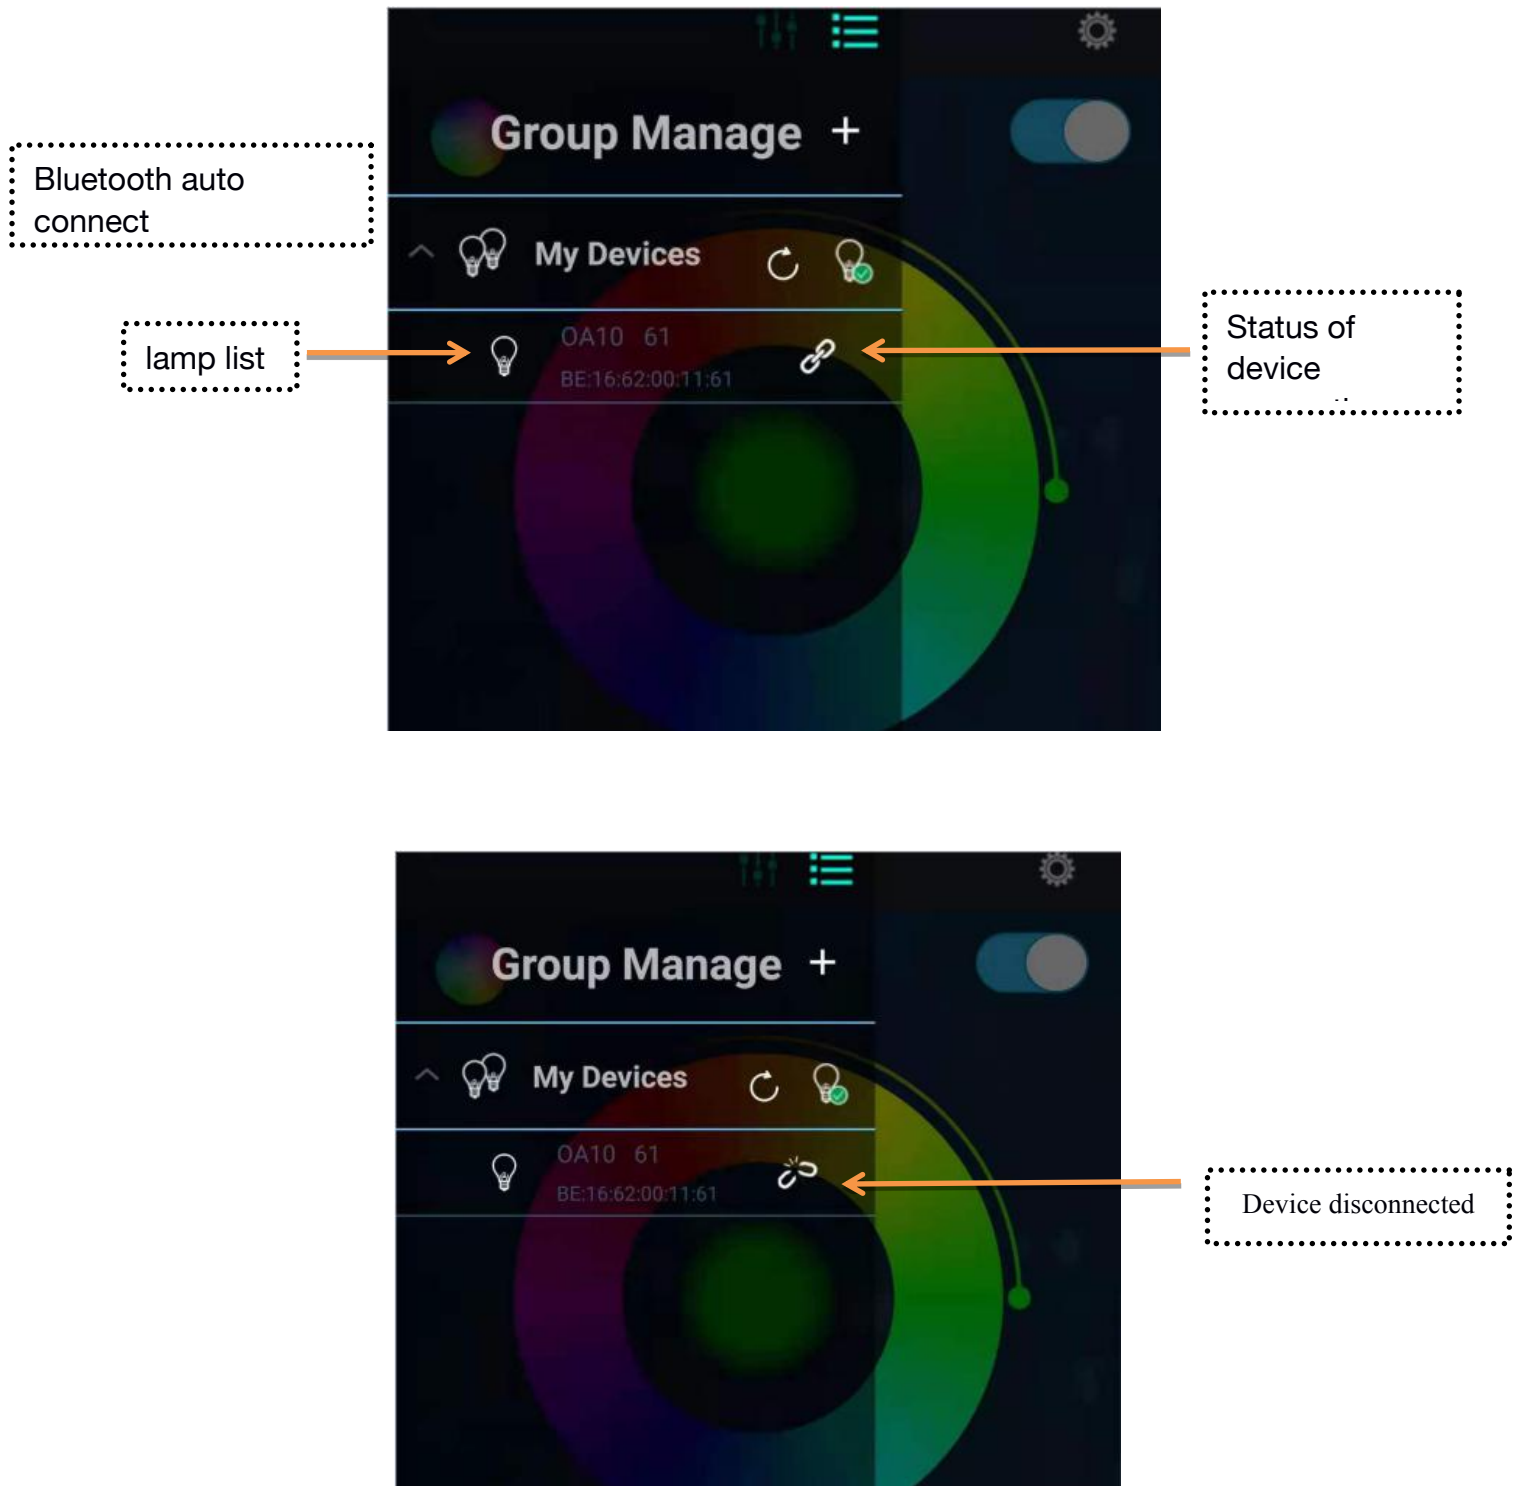 Group Manage +
Bluetooth auto
connect
My Devices
OA10 61
BE:16:62:00:11:61
lamp list
Status of
device
Group Manage +
My Devices
OA10 61
BE:16:62:00:11:61
Device disconnected